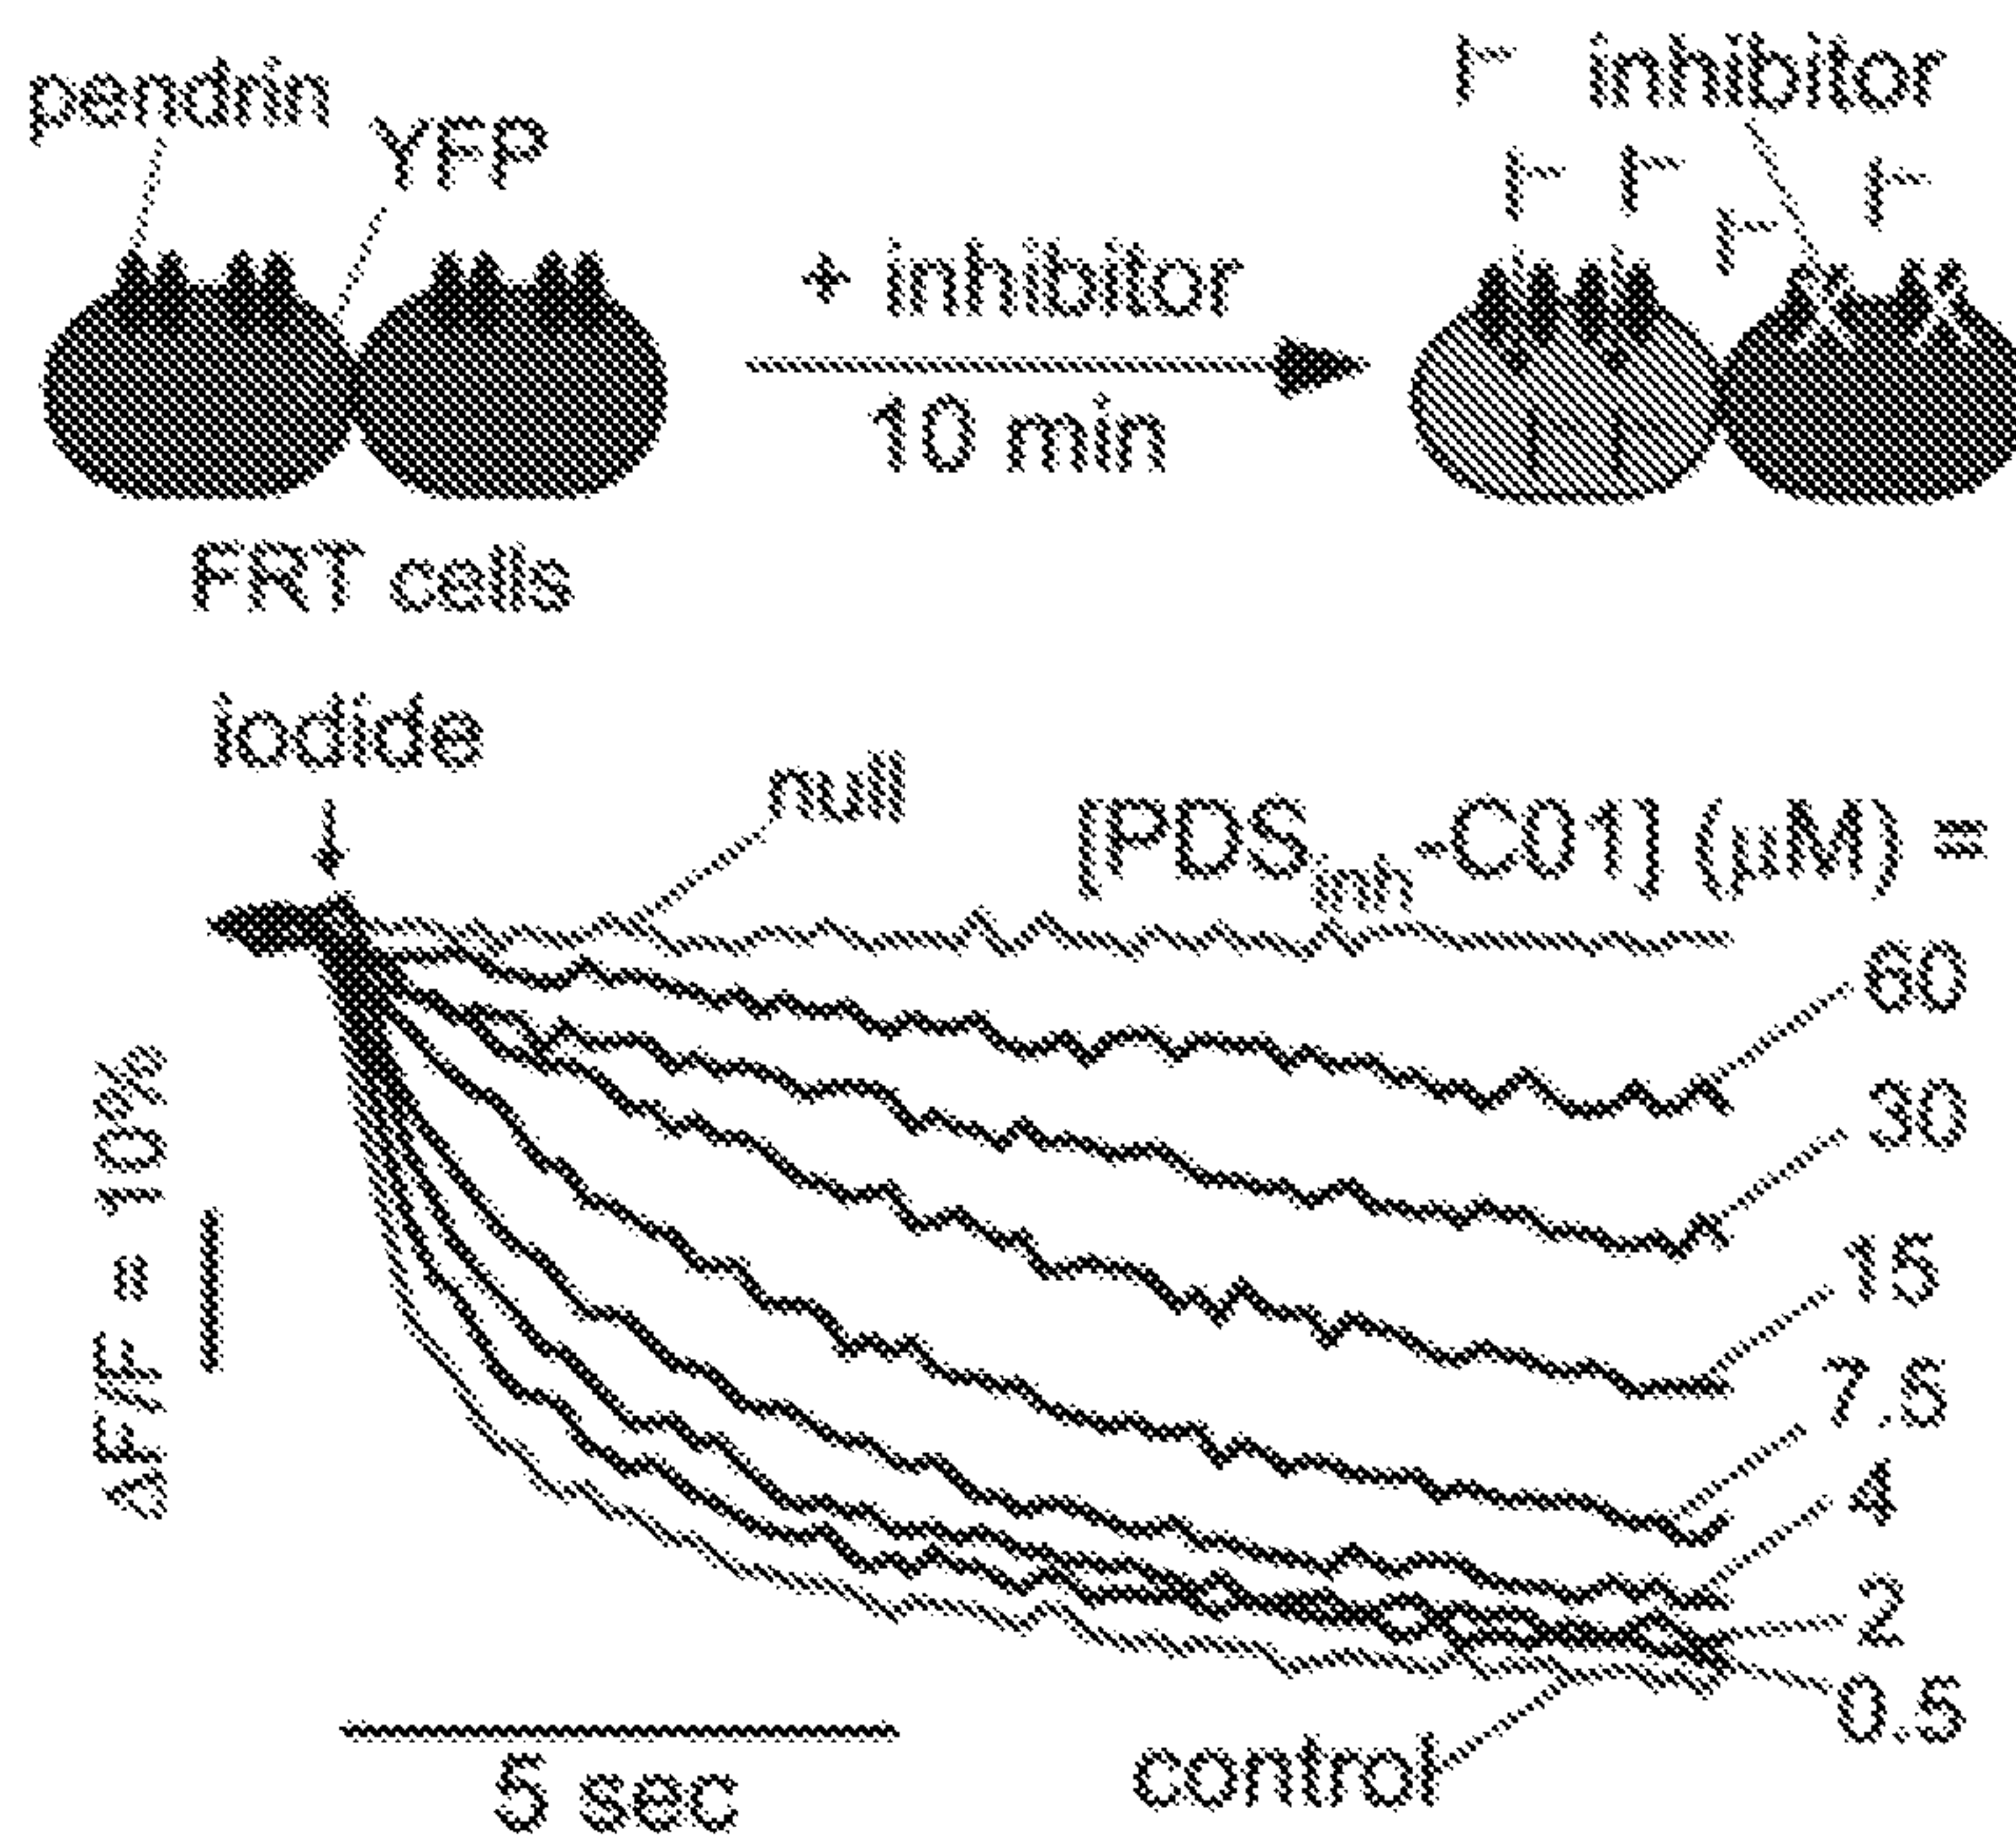 pendrin
YFP
I⁻ inhibitor
I⁻ I⁻ I⁻ I⁻
+ inhibitor
10 min
FRT cells
iodide
null
[PDSinh-C01] (μM) =
60
30
15
7.5
4
2
0.5
control
ΔF/F = 10%
5 sec